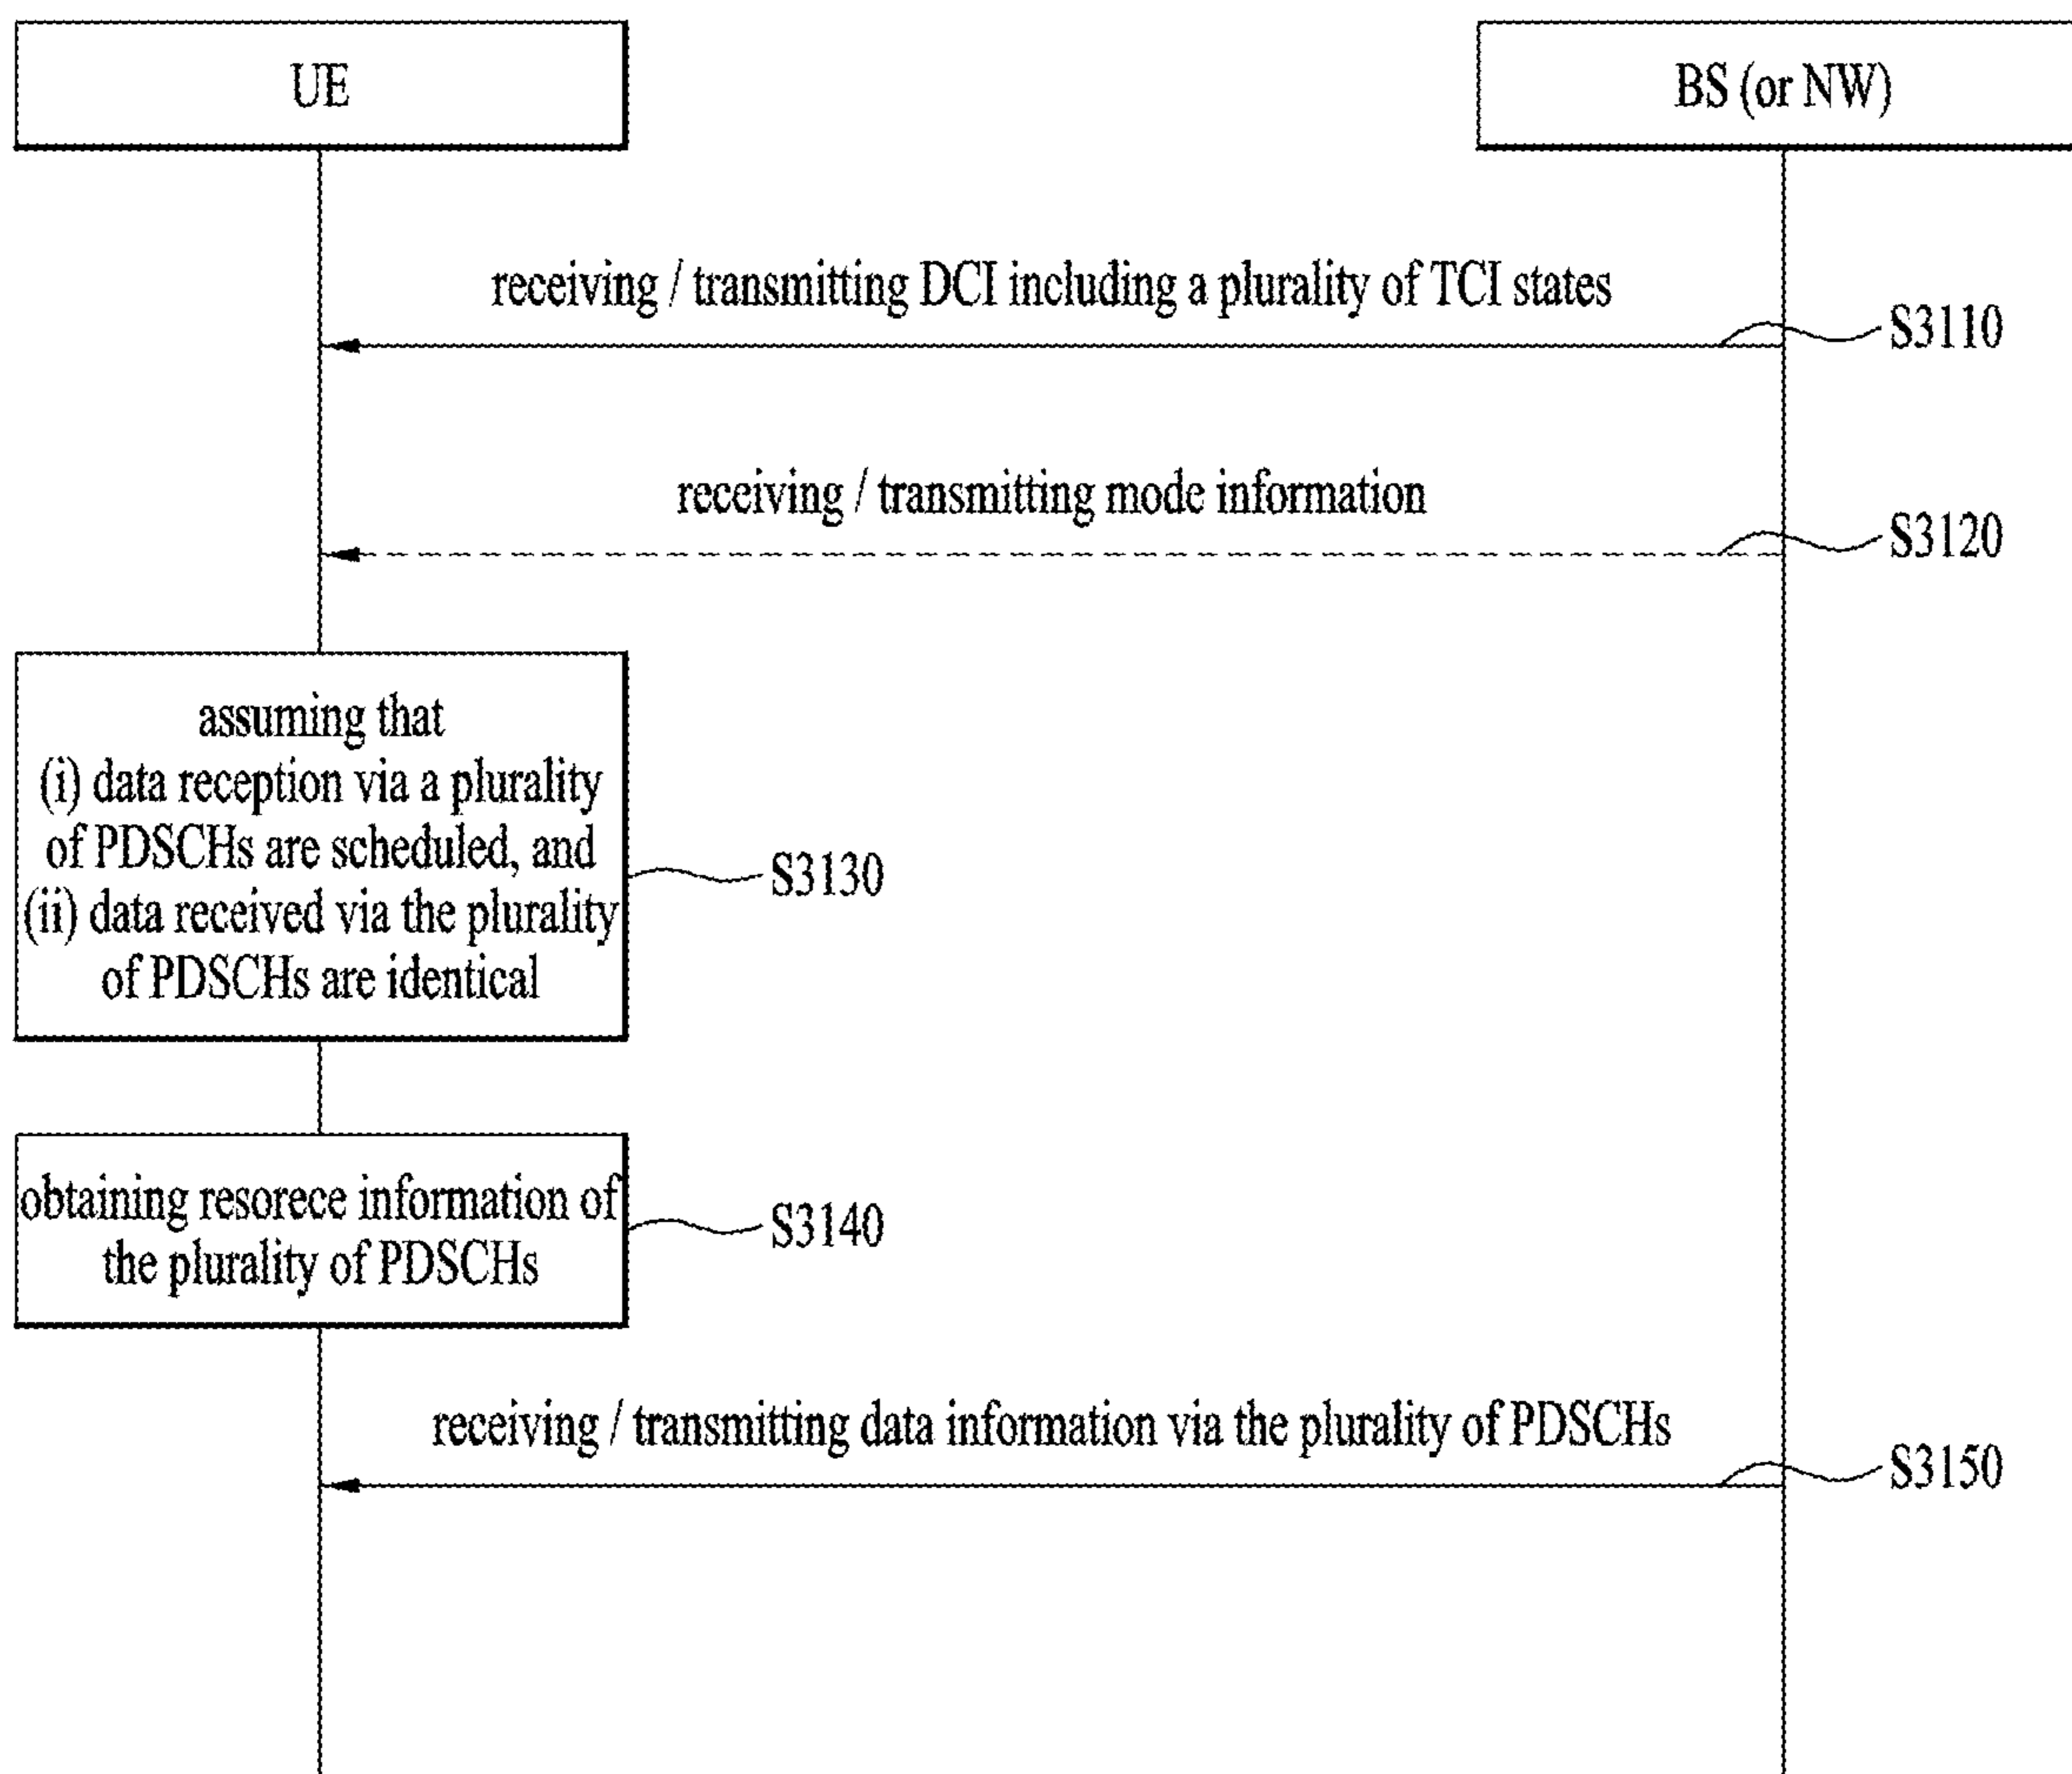 UE
BS (or NW)
receiving / transmitting DCI including a plurality of TCI states
S3110
receiving / transmitting mode information
S3120
assuming that
(i) data reception via a plurality
of PDSCHs are scheduled, and
(ii) data received via the plurality
of PDSCHs are identical
S3130
obtaining resorece information of
the plurality of PDSCHs
S3140
receiving / transmitting data information via the plurality of PDSCHs
S3150